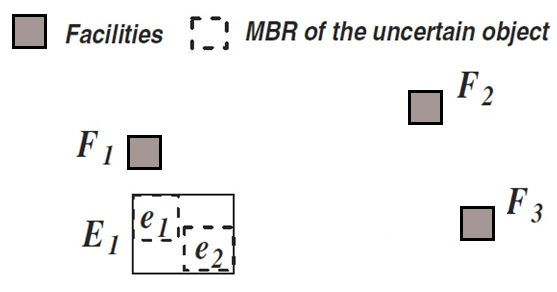 Facilities
MBR of the uncertain object
F2
F1
F3
e1
E1
e2